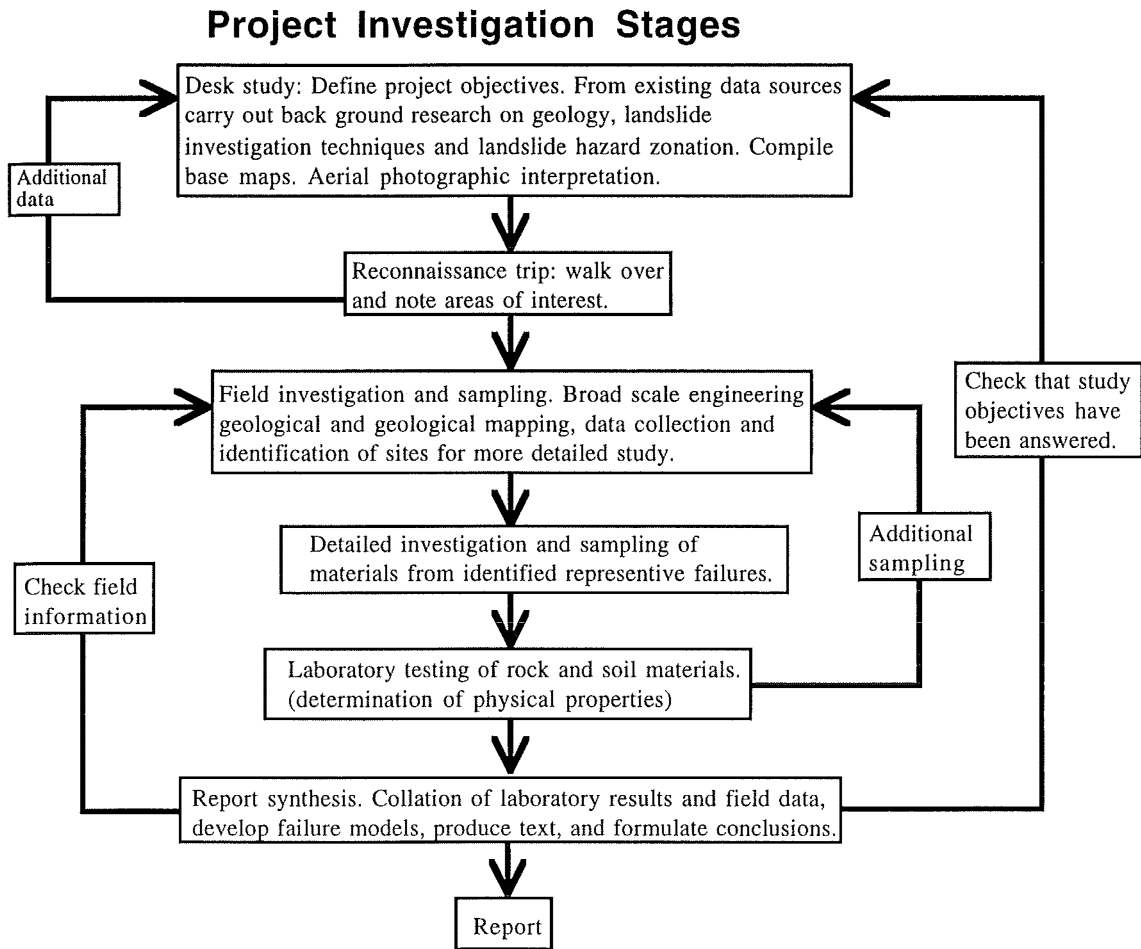 Project Investigation Stages
Desk study: Define project objectives. From existing data sources
carry out back ground research on geology, landslide
investigation techniques and landslide hazard zonation. Compile
base maps. Aerial photographic interpretation.
Additional
data
Reconnaissance trip: walk over
and note areas of interest.
Field investigation and sampling. Broad scale engineering
geological and geological mapping, data collection and
identification of sites for more detailed study.
Check that study
objectives have
been answered.
Detailed investigation and sampling of
materials from identified representive failures.
Additional
sampling
Check field
information
Laboratory testing of rock and soil materials.
(determination of physical properties)
Report synthesis. Collation of laboratory results and field data,
develop failure models, produce text, and formulate conclusions.
Report